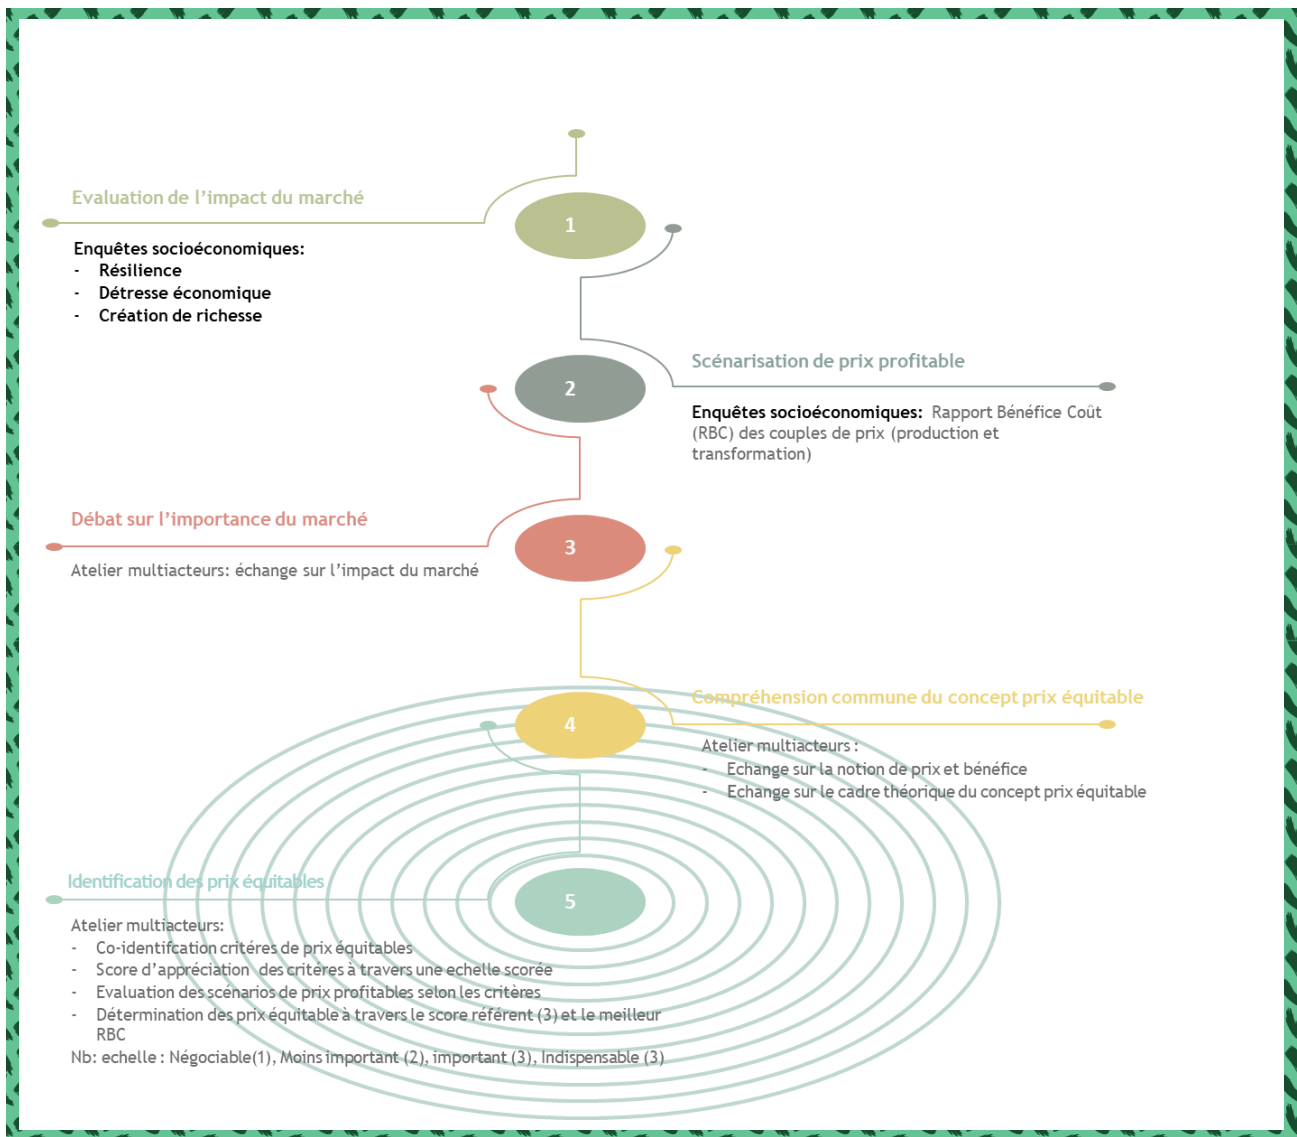 1
Evaluation de l’impact du marché
Enquêtes socioéconomiques:
- Résilience
- Détresse économique
- Création de richesse
2
Scénarisation de prix profitable
Enquêtes socioéconomiques: Rapport Bénéfice Coût
(RBC) des couples de prix (production et
transformation)
3
Débat sur l’importance du marché
Atelier multiacteurs: échange sur l’impact du marché
4
Compréhension commune du concept prix équitable
Atelier multiacteurs :
- Echange sur la notion de prix et bénéfice
- Echange sur le cadre théorique du concept prix équitable
5
Identification des prix équitables
Atelier multiacteurs:
- Co-identifcation critéres de prix équitables
- Score d’appréciation des critéres à travers une echelle scorée
- Evaluation des scénarios de prix profitables selon les critères
- Détermination des prix équitable à travers le score référent (3) et le meilleur
RBC
Nb: echelle : Négociable(1), Moins important (2), important (3), Indispensable (3)